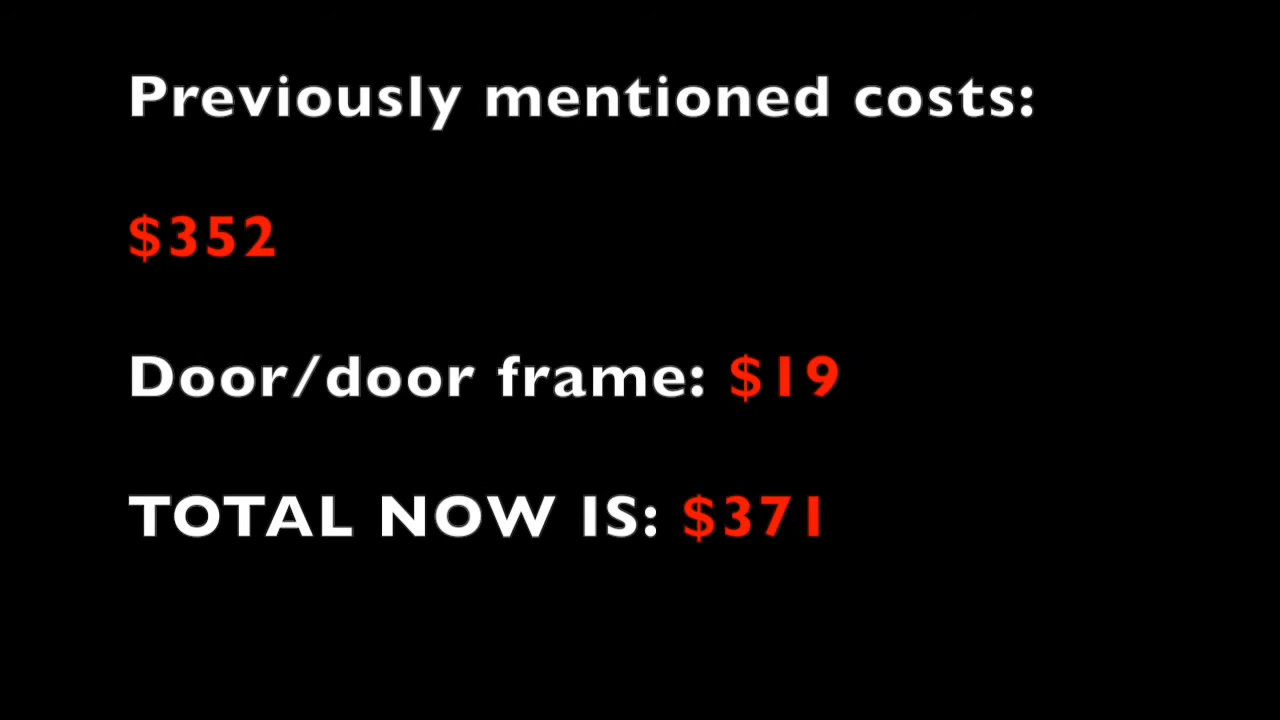 Previously mentioned costs:
$352
Door/door frame: $19
TOTAL NOW IS: $371